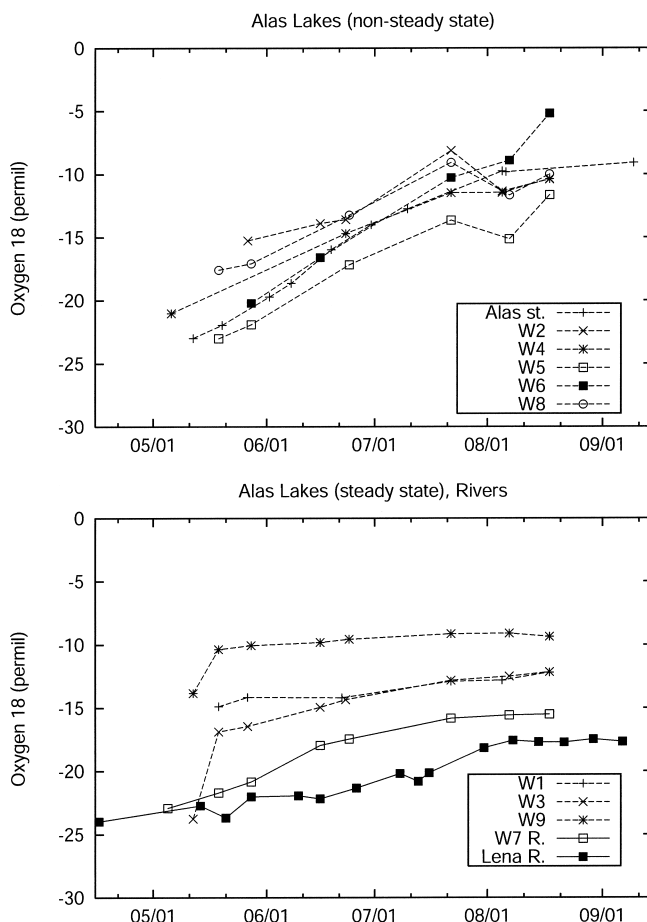 Alas Lakes (non-steady state)
0
-5
-10
-15
-20
-25
-30
Oxygen 18 (permil)
Alas st.
W2
W4
W5
W6
W8
05/01 06/01 07/01 08/01 09/01
Alas Lakes (steady state), Rivers
0
-5
-10
-15
-20
-25
-30
Oxygen 18 (permil)
W1
W3
W9
W7 R.
Lena R.
05/01 06/01 07/01 08/01 09/01